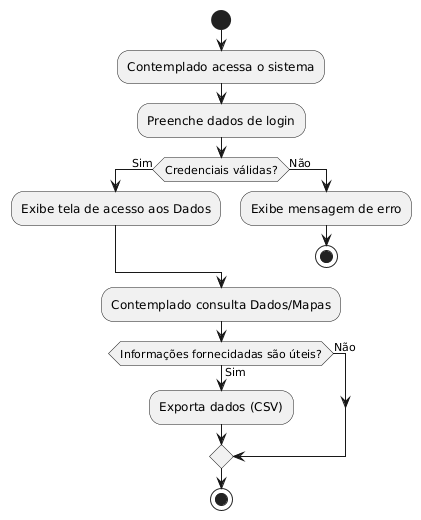 Contemplado acessa o sistema
Preenche dados de login
Sim
Credenciais válidas?
Não
Exibe tela de acesso aos Dados
Exibe mensagem de erro
Contemplado consulta Dados/Mapas
Informações fornecidadas são úteis?
Não
Sim
Exporta dados (CSV)